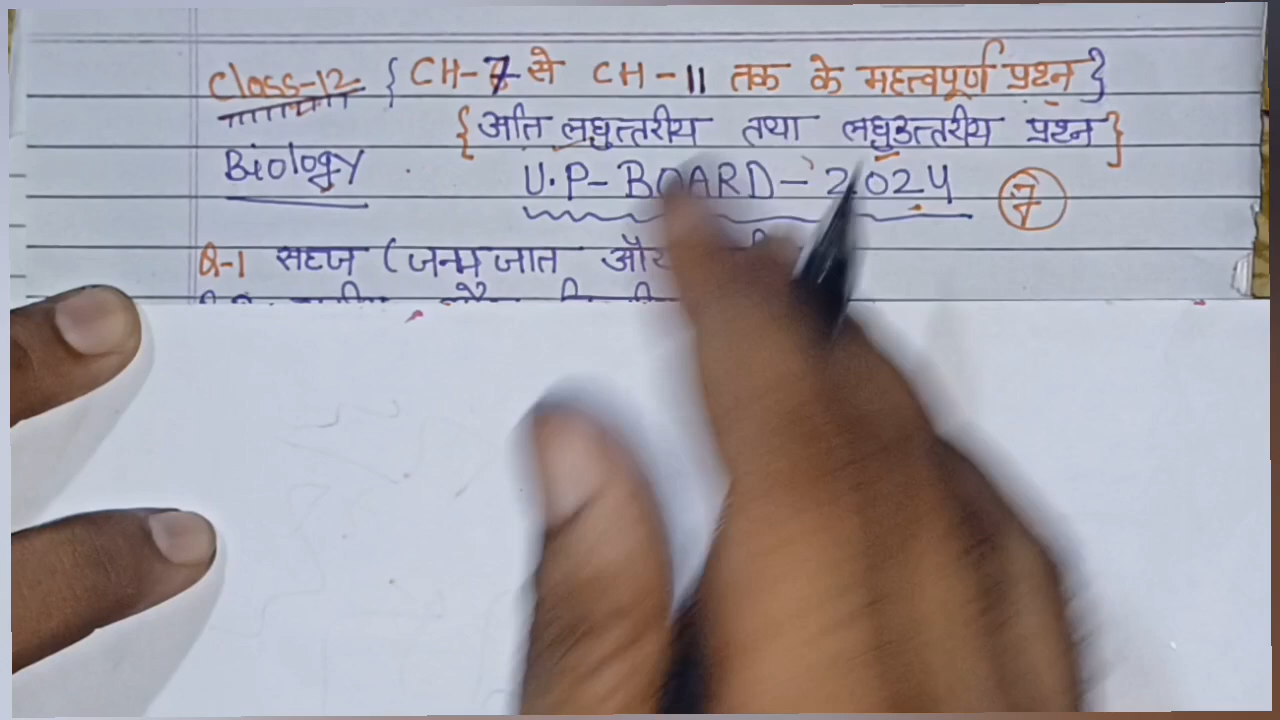 Class-12 {CH-7 से CH-11 तक के महत्वपूर्ण प्रश्न}
{अति लघुत्तरीय तथा लघुउत्तरीय प्रश्न}
Biology U.P-BOARD-2024 7
Q-1 सहज (जन्मजात और